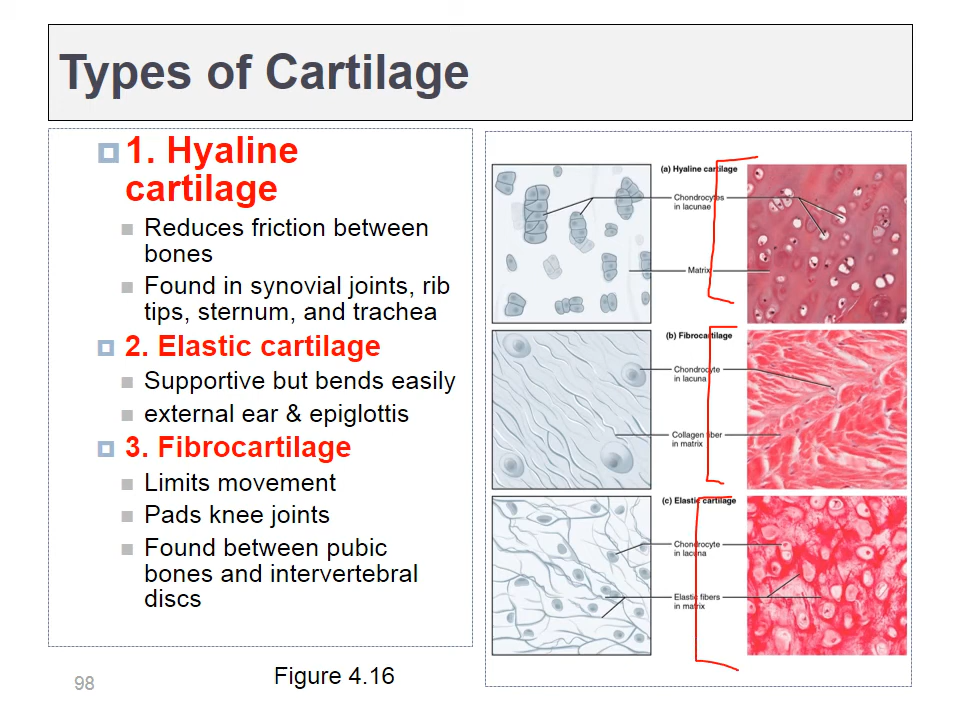 Types of Cartilage
1. Hyaline
cartilage
Reduces friction between
bones
Found in synovial joints, rib
tips, sternum, and trachea
2. Elastic cartilage
Supportive but bends easily
external ear & epiglottis
3. Fibrocartilage
Limits movement
Pads knee joints
Found between pubic
bones and intervertebral
discs
(a) Hyaline cartilage
Chondrocytes
in lacunae
Matrix
(b) Fibrocartilage
Chondrocyte
in lacuna
Collagen fiber
in matrix
(c) Elastic cartilage
Chondrocyte
in lacuna
Elastic fibers
in matrix
98
Figure 4.16